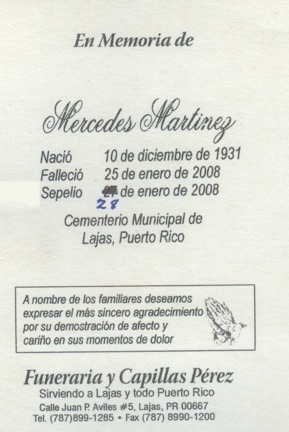 En Memoria de
Mercedes Martinez
Nació 10 de diciembre de 1931
Falleció 25 de enero de 2008
Sepelio 27 de enero de 2008
28
Cementerio Municipal de
Lajas, Puerto Rico
A nombre de los familiares deseamos
expresar el más sincero agradecimiento
por su demostración de afecto y
cariño en sus momentos de dolor
Funeraria y Capillas Pérez
Sirviendo a Lajas y todo Puerto Rico
Calle Juan P. Aviles #5, Lajas, PR 00667
Tel. (787)899-1285 • Fax (787) 8990-1200